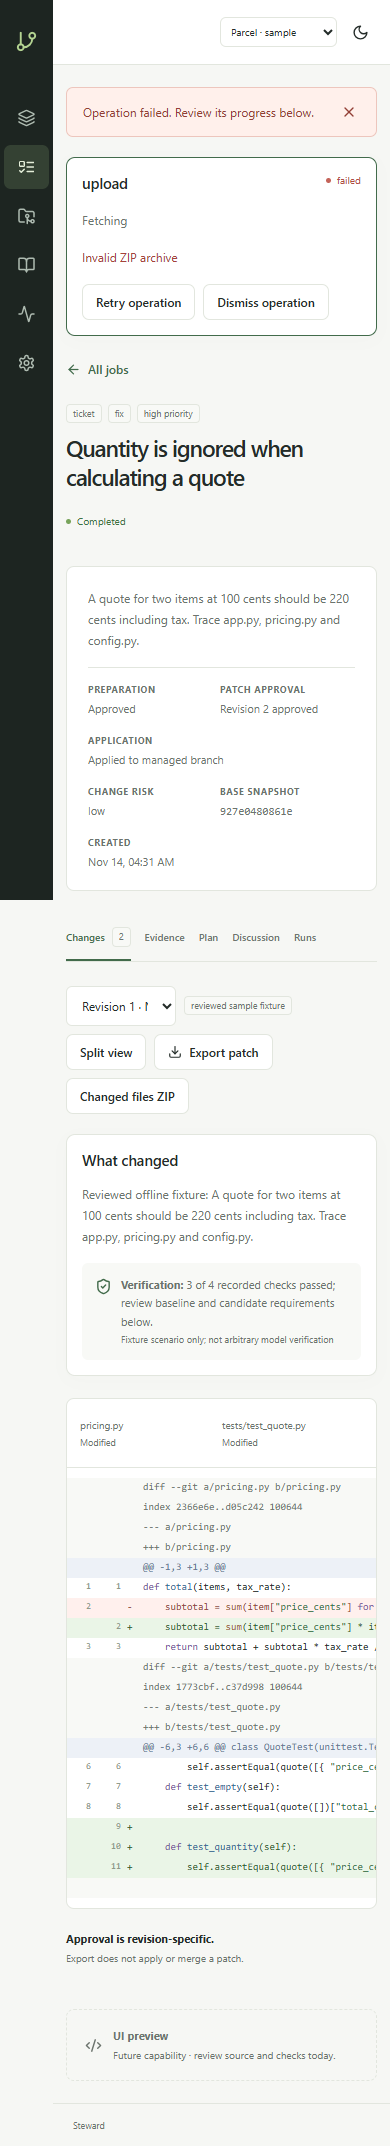 Parcel · sample
Operation failed. Review its progress below.
upload
failed
Fetching
Invalid ZIP archive
Retry operation
Dismiss operation
All jobs
ticket
fix
high priority
Quantity is ignored when
calculating a quote
Completed
A quote for two items at 100 cents should be 220
cents including tax. Trace app.py, pricing.py and
config.py.
PREPARATION
Approved
PATCH APPROVAL
Revision 2 approved
APPLICATION
Applied to managed branch
CHANGE RISK
low
BASE SNAPSHOT
927e0480861e
CREATED
Nov 14, 04:31 AM
Changes 2 Evidence Plan Discussion Runs
Revision 1 ·
reviewed sample fixture
Split view
Export patch
Changed files ZIP
What changed
Reviewed offline fixture: A quote for two items at
100 cents should be 220 cents including tax. Trace
app.py, pricing.py and config.py.
Verification: 3 of 4 recorded checks passed;
review baseline and candidate requirements
below.
Fixture scenario only; not arbitrary model verification
pricing.py
Modified
tests/test_quote.py
Modified
diff --git a/pricing.py b/pricing.py
index 2366e6e..d05c242 100644
--- a/pricing.py
+++ b/pricing.py
@@ -1,3 +1,3 @@
1 1 def total(items, tax_rate):
2 - subtotal = sum(item["price_cents"] for
2 + subtotal = sum(item["price_cents"] * it
3 3 return subtotal + subtotal * tax_rate
diff --git a/tests/test_quote.py b/tests/te
index 1773cbf..c37d998 100644
--- a/tests/test_quote.py
+++ b/tests/test_quote.py
@@ -6,3 +6,6 @@ class QuoteTest(unittest.Te
6 6 self.assertEqual(quote([{ "price_ce
7 7 def test_empty(self):
8 8 self.assertEqual(quote([])["total_c
9 +
10 + def test_quantity(self):
11 + self.assertEqual(quote([{ "price_ce
Approval is revision-specific.
Export does not apply or merge a patch.
UI preview
Future capability · review source and checks today.
Steward